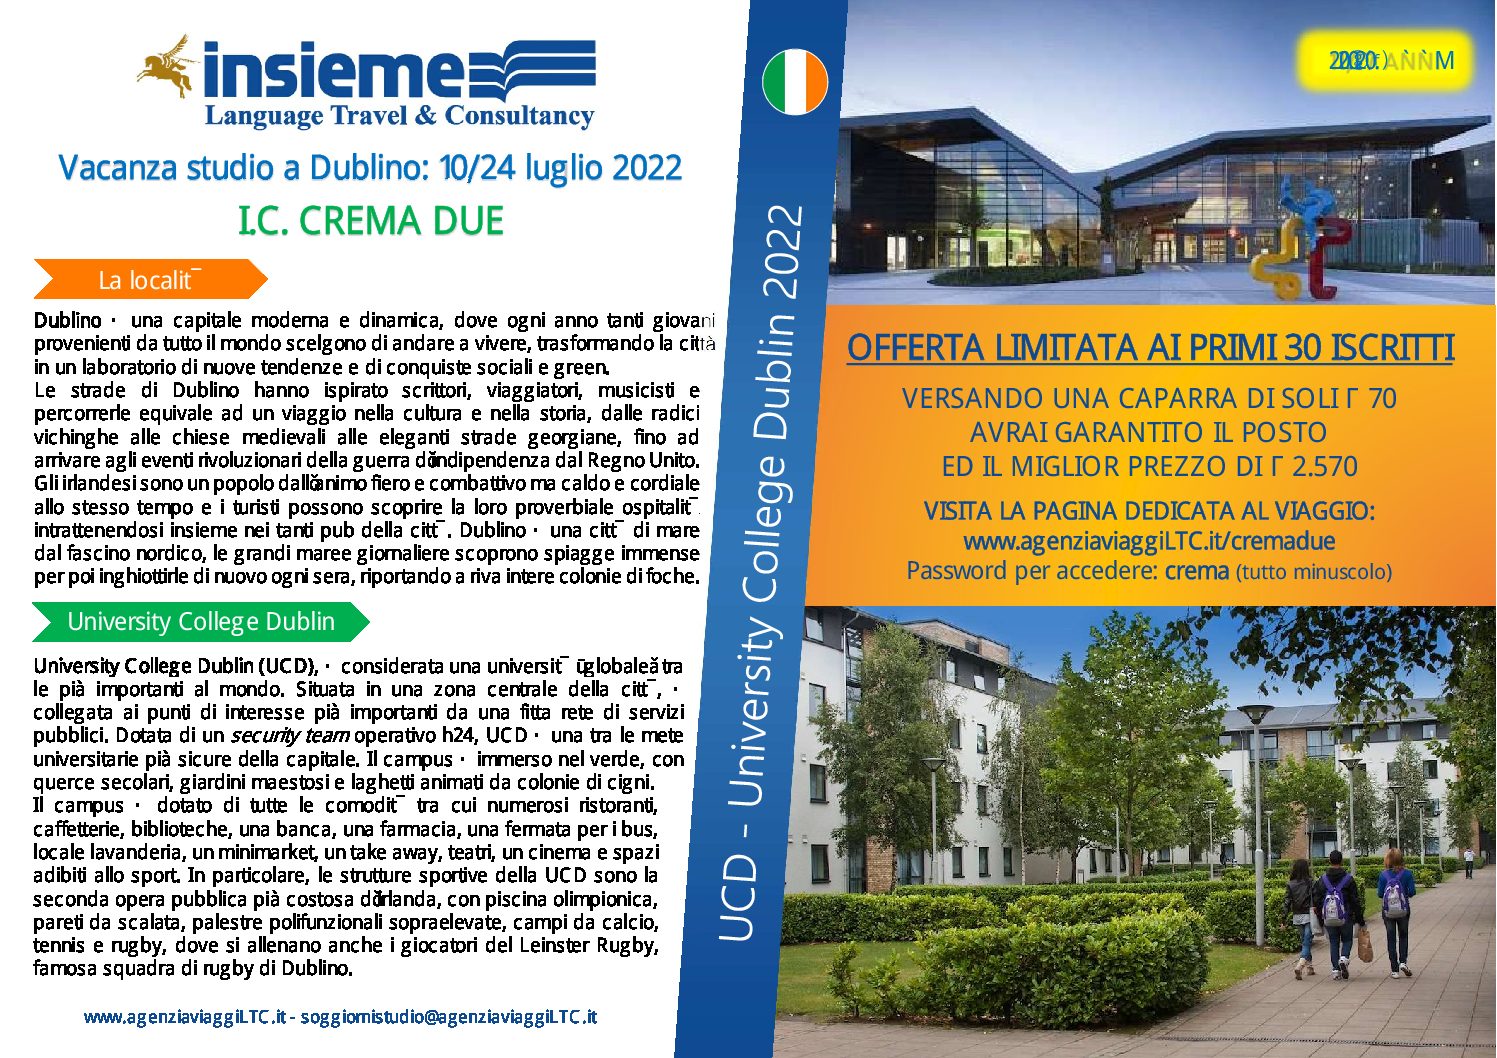 insieme
Language Travel & Consultancy
Vacanza studio a Dublino: 10/24 luglio 2022
I.C. CREMA DUE
La localit¯
Dublino · una capitale moderna e dinamica, dove ogni anno tanti giovani
provenienti da tutto il mondo scelgono di andare a vivere, trasformando la città
in un laboratorio di nuove tendenze e di conquiste sociali e green.
Le strade di Dublino hanno ispirato scrittori, viaggiatori, musicisti e
percorrerle equivale ad un viaggio nella cultura e nella storia, dalle radici
vichinghe alle chiese medievali alle eleganti strade georgiane, fino ad
arrivare agli eventi rivoluzionari della guerra dőindipendenza dal Regno Unito.
Gli irlandesi sono un popolo dallőanimo fiero e combattivo ma caldo e cordiale
allo stesso tempo e i turisti possono scoprire la loro proverbiale ospitalit¯
intrattenendosi insieme nei tanti pub della citt¯. Dublino · una citt¯ di mare
dal fascino nordico, le grandi maree giornaliere scoprono spiagge immense
per poi inghiottirle di nuovo ogni sera, riportando a riva intere colonie di foche.
University College Dublin
University College Dublin (UCD), · considerata una universit¯ űglobaleă tra
le pià importanti al mondo. Situata in una zona centrale della citt¯, ·
collegata ai punti di interesse pià importanti da una fitta rete di servizi
pubblici. Dotata di un security team operativo h24, UCD · una tra le mete
universitarie pià sicure della capitale. Il campus · immerso nel verde, con
querce secolari, giardini maestosi e laghetti animati da colonie di cigni.
Il campus · dotato di tutte le comodit¯ tra cui numerosi ristoranti,
caffetterie, biblioteche, una banca, una farmacia, una fermata per i bus,
locale lavanderia, un minimarket, un take away, teatri, un cinema e spazi
adibiti allo sport. In particolare, le strutture sportive della UCD sono la
seconda opera pubblica pià costosa dőIrlanda, con piscina olimpionica,
pareti da scalata, palestre polifunzionali sopraelevate, campi da calcio,
tennis e rugby, dove si allenano anche i giocatori del Leinster Rugby,
famosa squadra di rugby di Dublino.
www.agenziaviaggiLTC.it - soggiornistudio@agenziaviaggiLTC.it
UCD - University College Dublin 2022
OFFERTA LIMITATA AI PRIMI 30 ISCRITTI
VERSANDO UNA CAPARRA DI SOLI Γ 70
AVRAI GARANTITO IL POSTO
ED IL MIGLIOR PREZZO DI Γ 2.570
VISITA LA PAGINA DEDICATA AL VIAGGIO:
www.agenziaviaggiLTC.it/cremadue
Password per accedere: crema (tutto minuscolo)